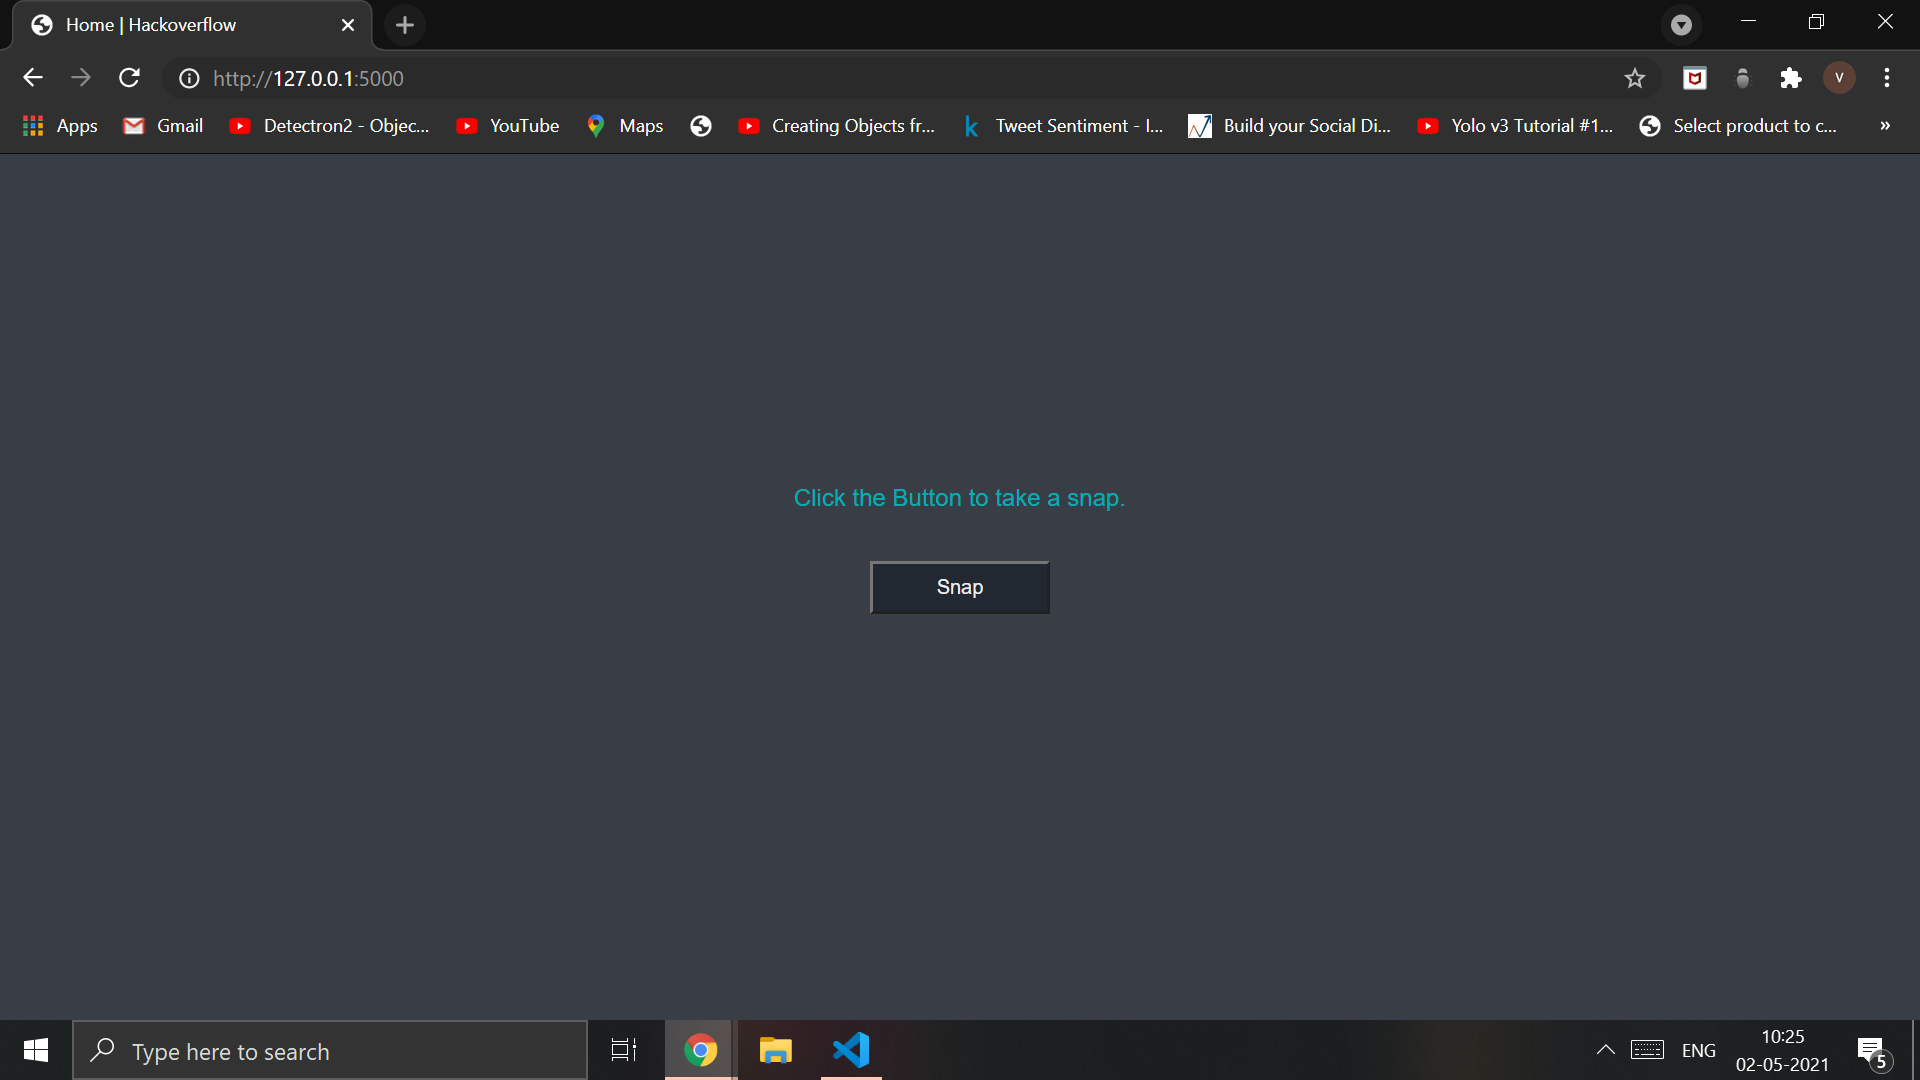 Home | Hackoverflow
http://127.0.0.1:5000
V
Apps Gmail Detectron2 - Objec... YouTube Maps Creating Objects fr... Tweet Sentiment - I... Build your Social Di... Yolo v3 Tutorial #1... Select product to c... »
Click the Button to take a snap.
Snap
Type here to search
ENG
10:25
02-05-2021
5